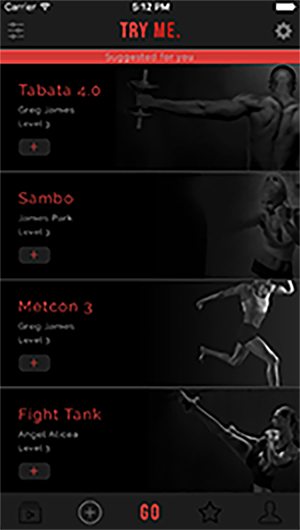 Carrier 5:12 PM
TRY ME.
Suggested for you
Tabata 4.0
Greg James
Level 3
+
Sambo
James Park
Level 3
+
Metcon 3
Greg James
Level 3
+
Fight Tank
Angel Alicea
Level 3
+
GO